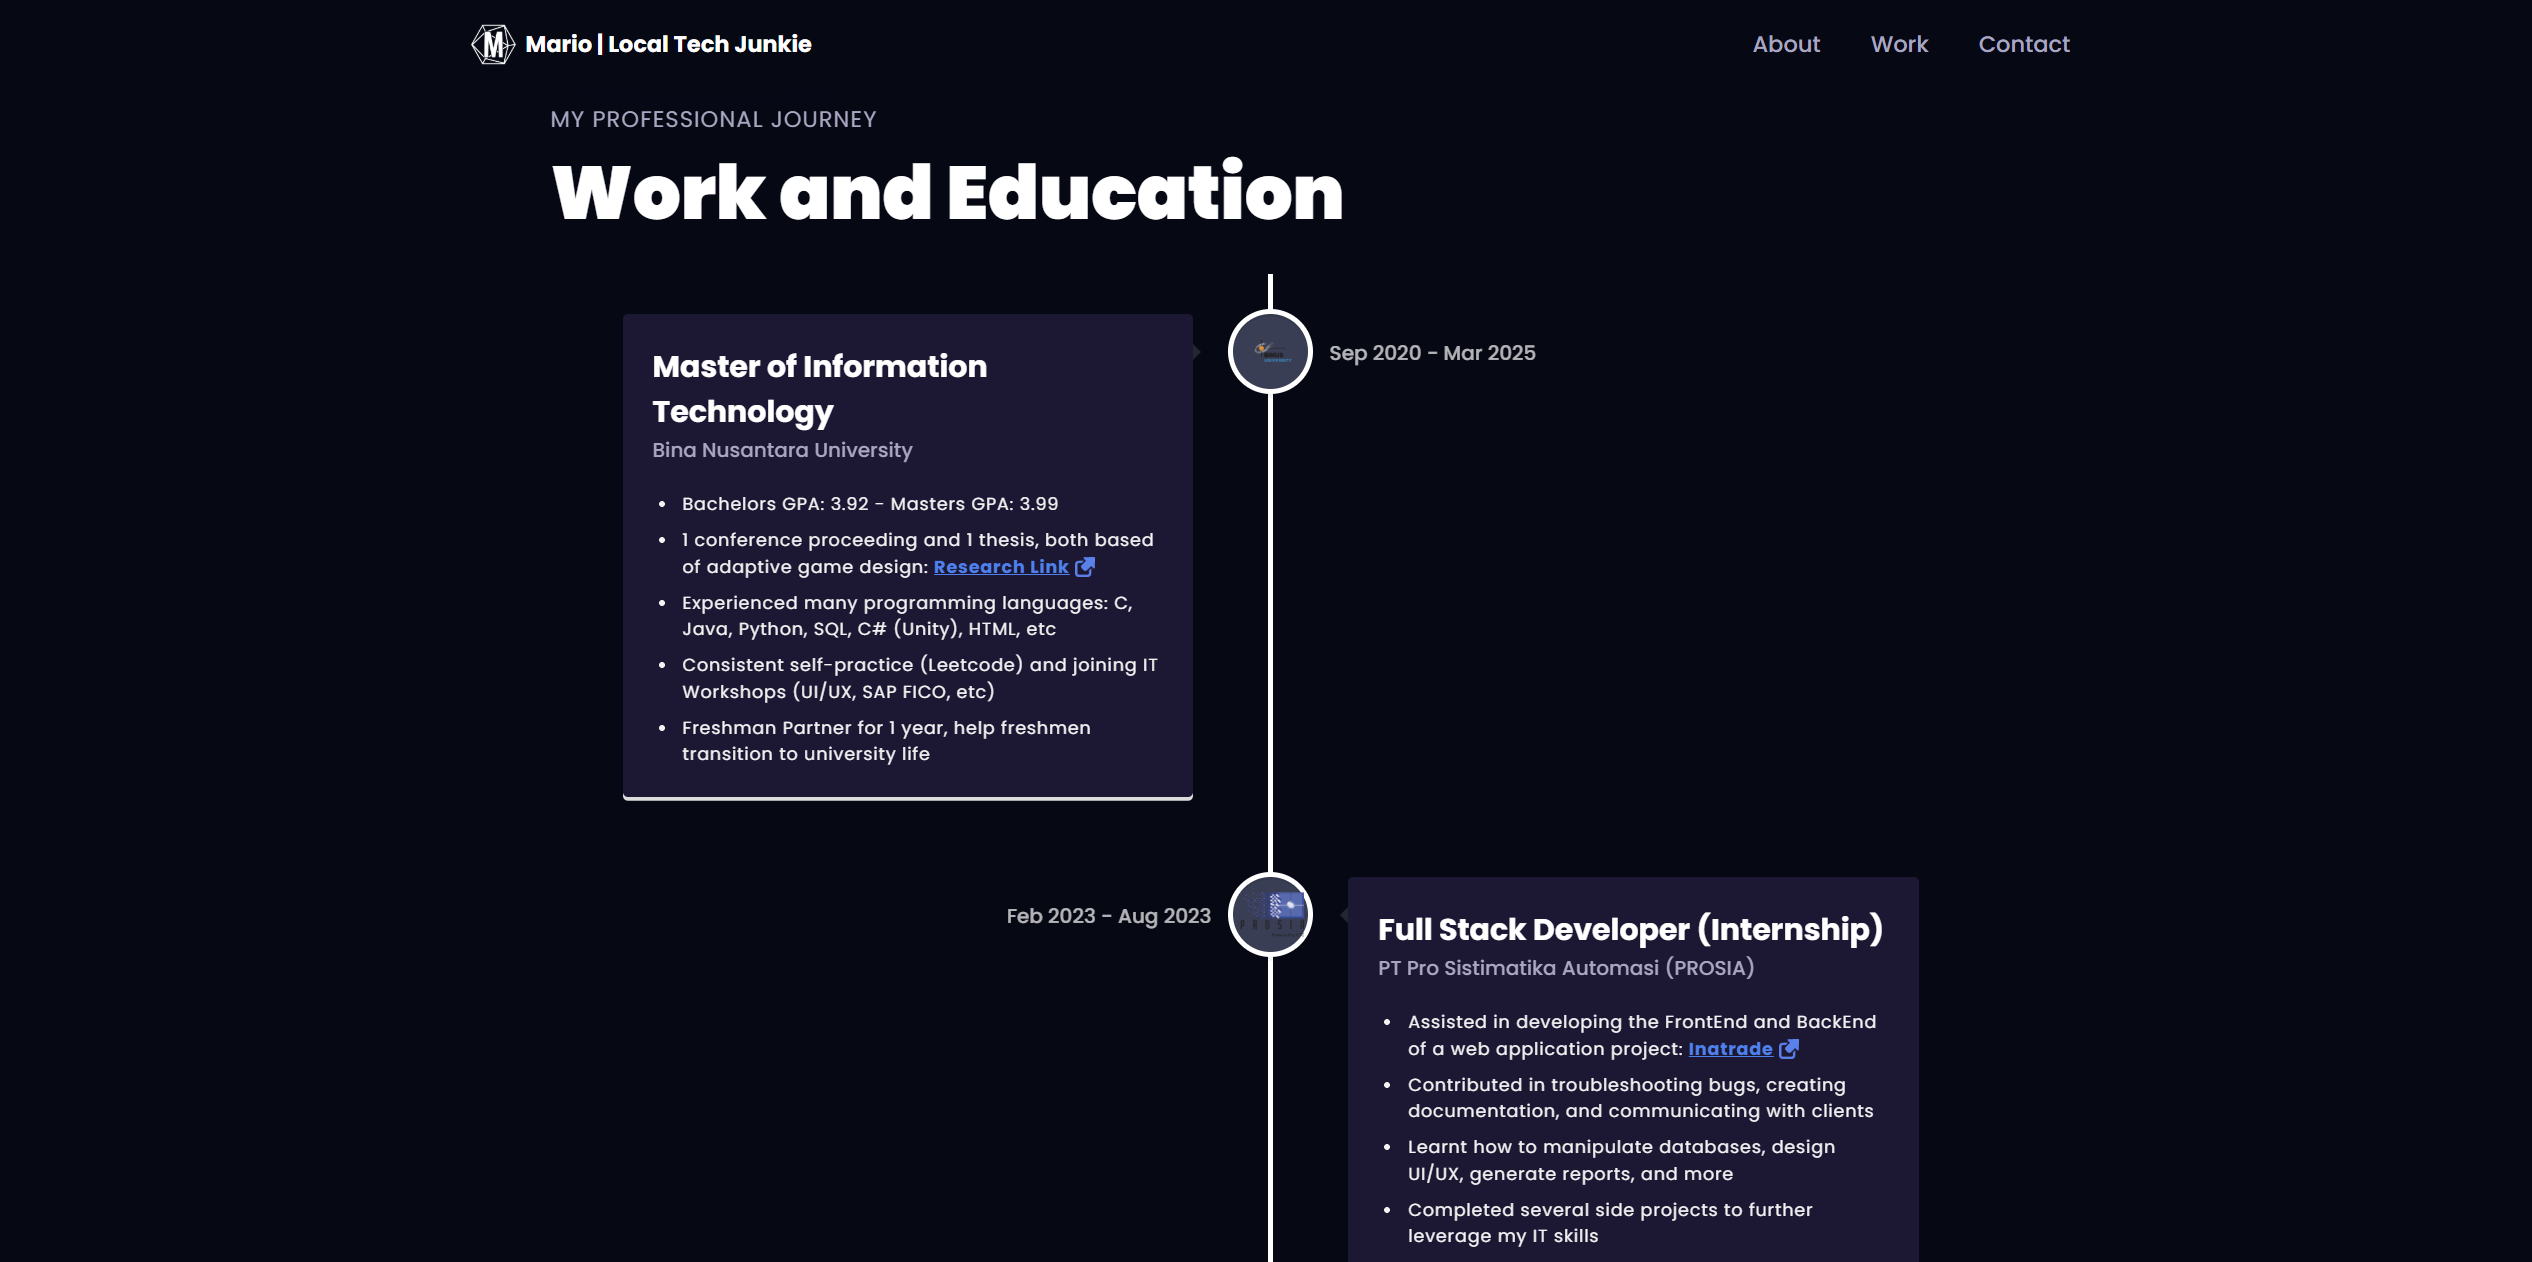 M
Mario | Local Tech Junkie
About
Work
Contact
MY PROFESSIONAL JOURNEY
Work and Education
Master of Information
Technology
Bina Nusantara University
• Bachelors GPA: 3.92 - Masters GPA: 3.99
• 1 conference proceeding and 1 thesis, both based
of adaptive game design: Research Link
• Experienced many programming languages: C,
Java, Python, SQL, C# (Unity), HTML, etc
• Consistent self-practice (Leetcode) and joining IT
Workshops (UI/UX, SAP FICO, etc)
• Freshman Partner for 1 year, help freshmen
transition to university life
UNIVERSITY
Sep 2020 - Mar 2025
Feb 2023 - Aug 2023
Full Stack Developer (Internship)
PT Pro Sistimatika Automasi (PROSIA)
• Assisted in developing the FrontEnd and BackEnd
of a web application project: Inatrade
• Contributed in troubleshooting bugs, creating
documentation, and communicating with clients
• Learnt how to manipulate databases, design
UI/UX, generate reports, and more
• Completed several side projects to further
leverage my IT skills